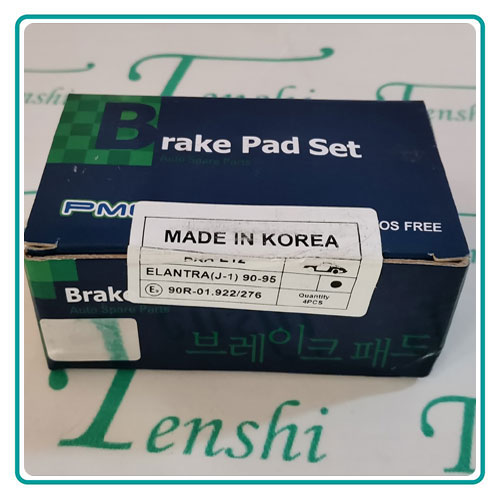 Tenshi
Brake Pad Set
Auto Spare Parts
PMC
OS FREE
MADE IN KOREA
ELANTRA(J-1) 90-95
90R-01.922/276
Quantity
4PCS
Brake
Auto Spare Parts
브레이크 패드
Tenshi